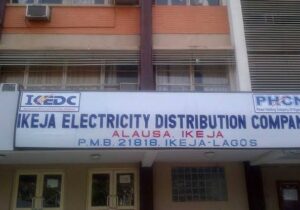 IKEDC
PHCN
IKEJA ELECTRICITY DISTRIBUTION COMPAN
ALAUSA, IKEJA
P.M.B. 21818, IKEJA-LAGOS